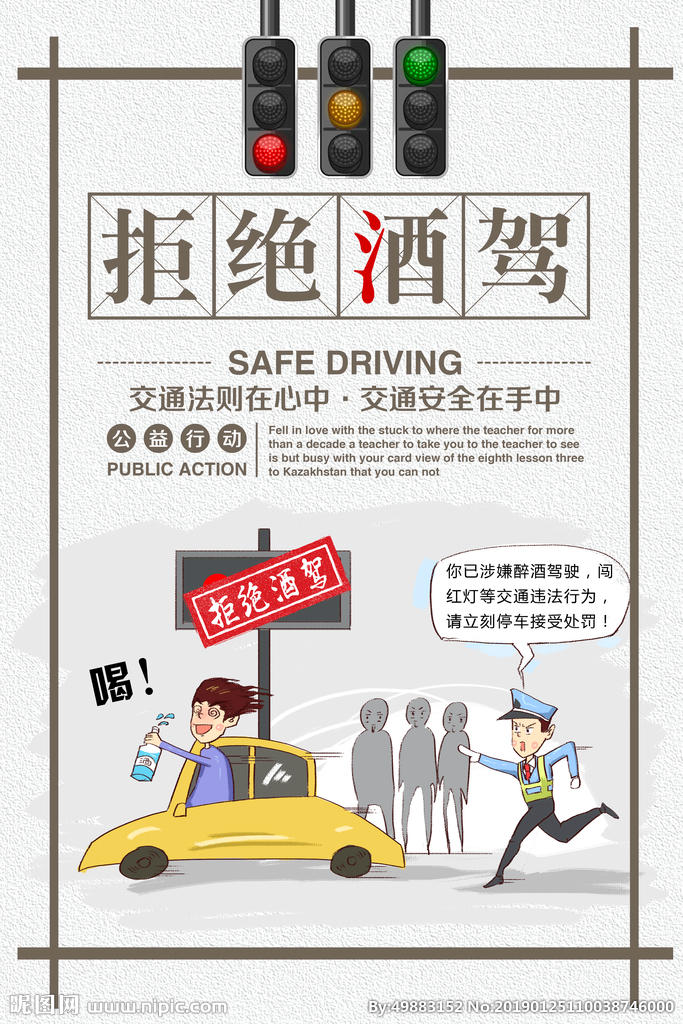 拒绝酒驾
SAFE DRIVING
交通法则在心中·交通安全在手中
公益行动
PUBLIC ACTION
Fell in love with the stuck to where the teacher for more
than a decade a teacher to take you to the teacher to see
is but busy with your card view of the eighth lesson three
to Kazakhstan that you can not
拒绝酒驾
你已涉嫌醉酒驾驶，闯
红灯等交通违法行为，
请立刻停车接受处罚！
喝！
酒
昵图网 www.nipic.com
By:49883152 No:20190125110038746000